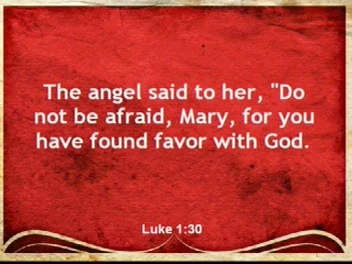 The angel said to her, "Do
not be afraid, Mary, for you
have found favor with God.
Luke 1:30